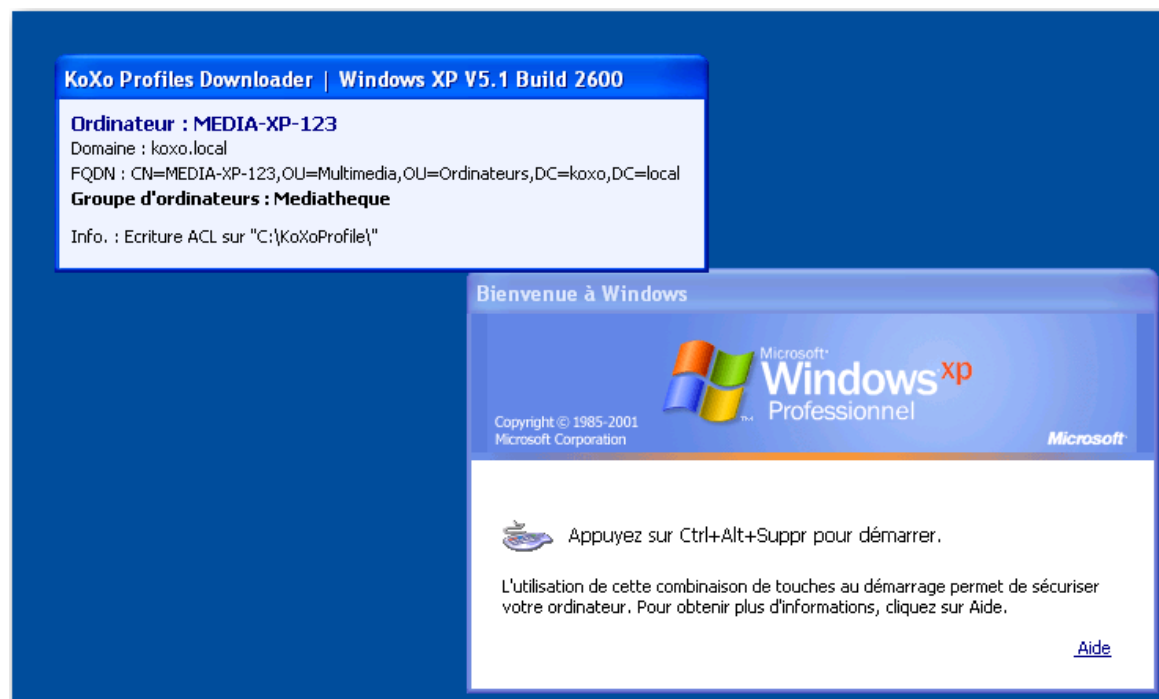 KoXo Profiles Downloader | Windows XP V5.1 Build 2600
Ordinateur : MEDIA-XP-123
Domaine : koxo.local
FQDN : CN=MEDIA-XP-123,OU=Multimedia,OU=Ordinateurs,DC=koxo,DC=local
Groupe d'ordinateurs : Mediatheque
Info. : Ecriture ACL sur "C:\KoXoProfile\"
Bienvenue à Windows
Microsoft·
Windows xp
Professionnel
TM
Copyright © 1985-2001
Microsoft Corporation
Microsoft·
Appuyez sur Ctrl+Alt+Suppr pour démarrer.
L'utilisation de cette combinaison de touches au démarrage permet de sécuriser
votre ordinateur. Pour obtenir plus d'informations, cliquez sur Aide.
Aide